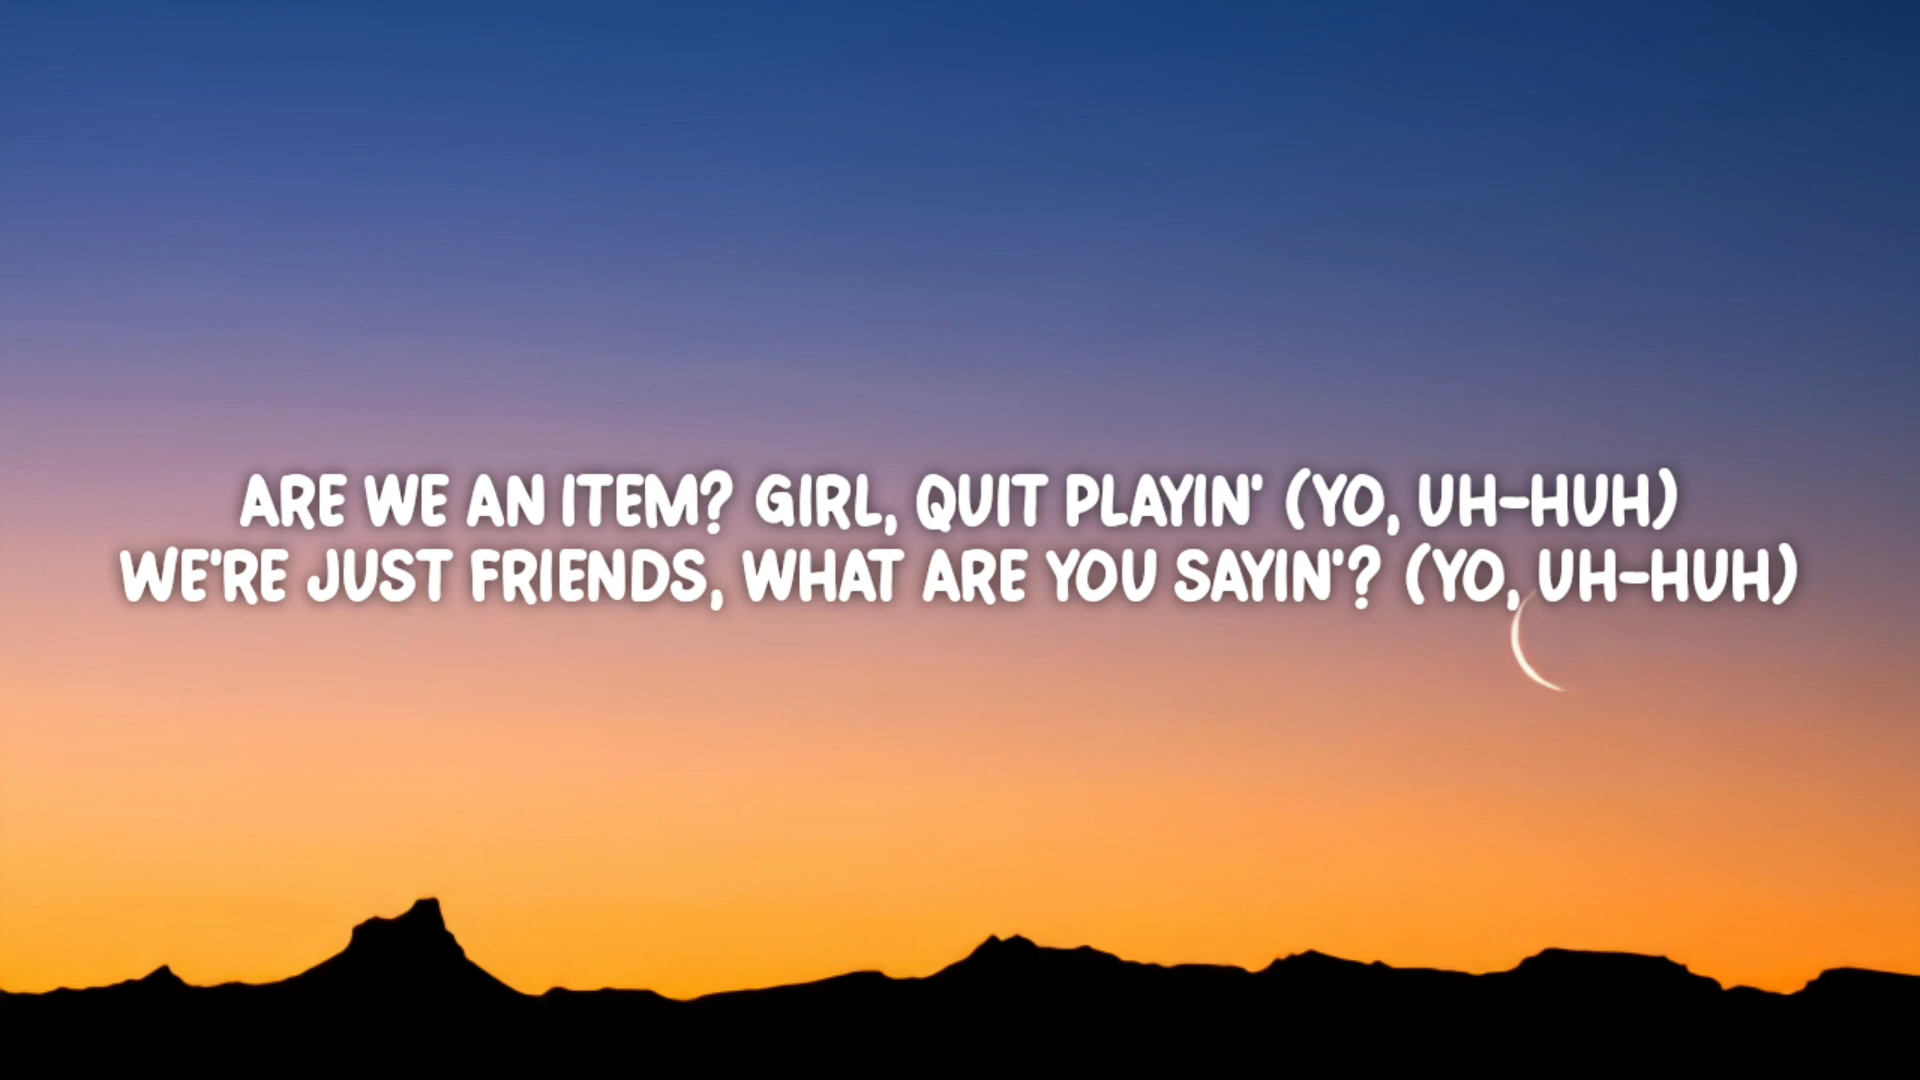 ARE WE AN ITEM? GIRL, QUIT PLAYIN' (YO, UH-HUH)
WE'RE JUST FRIENDS, WHAT ARE YOU SAYIN'? (YO, UH-HUH)